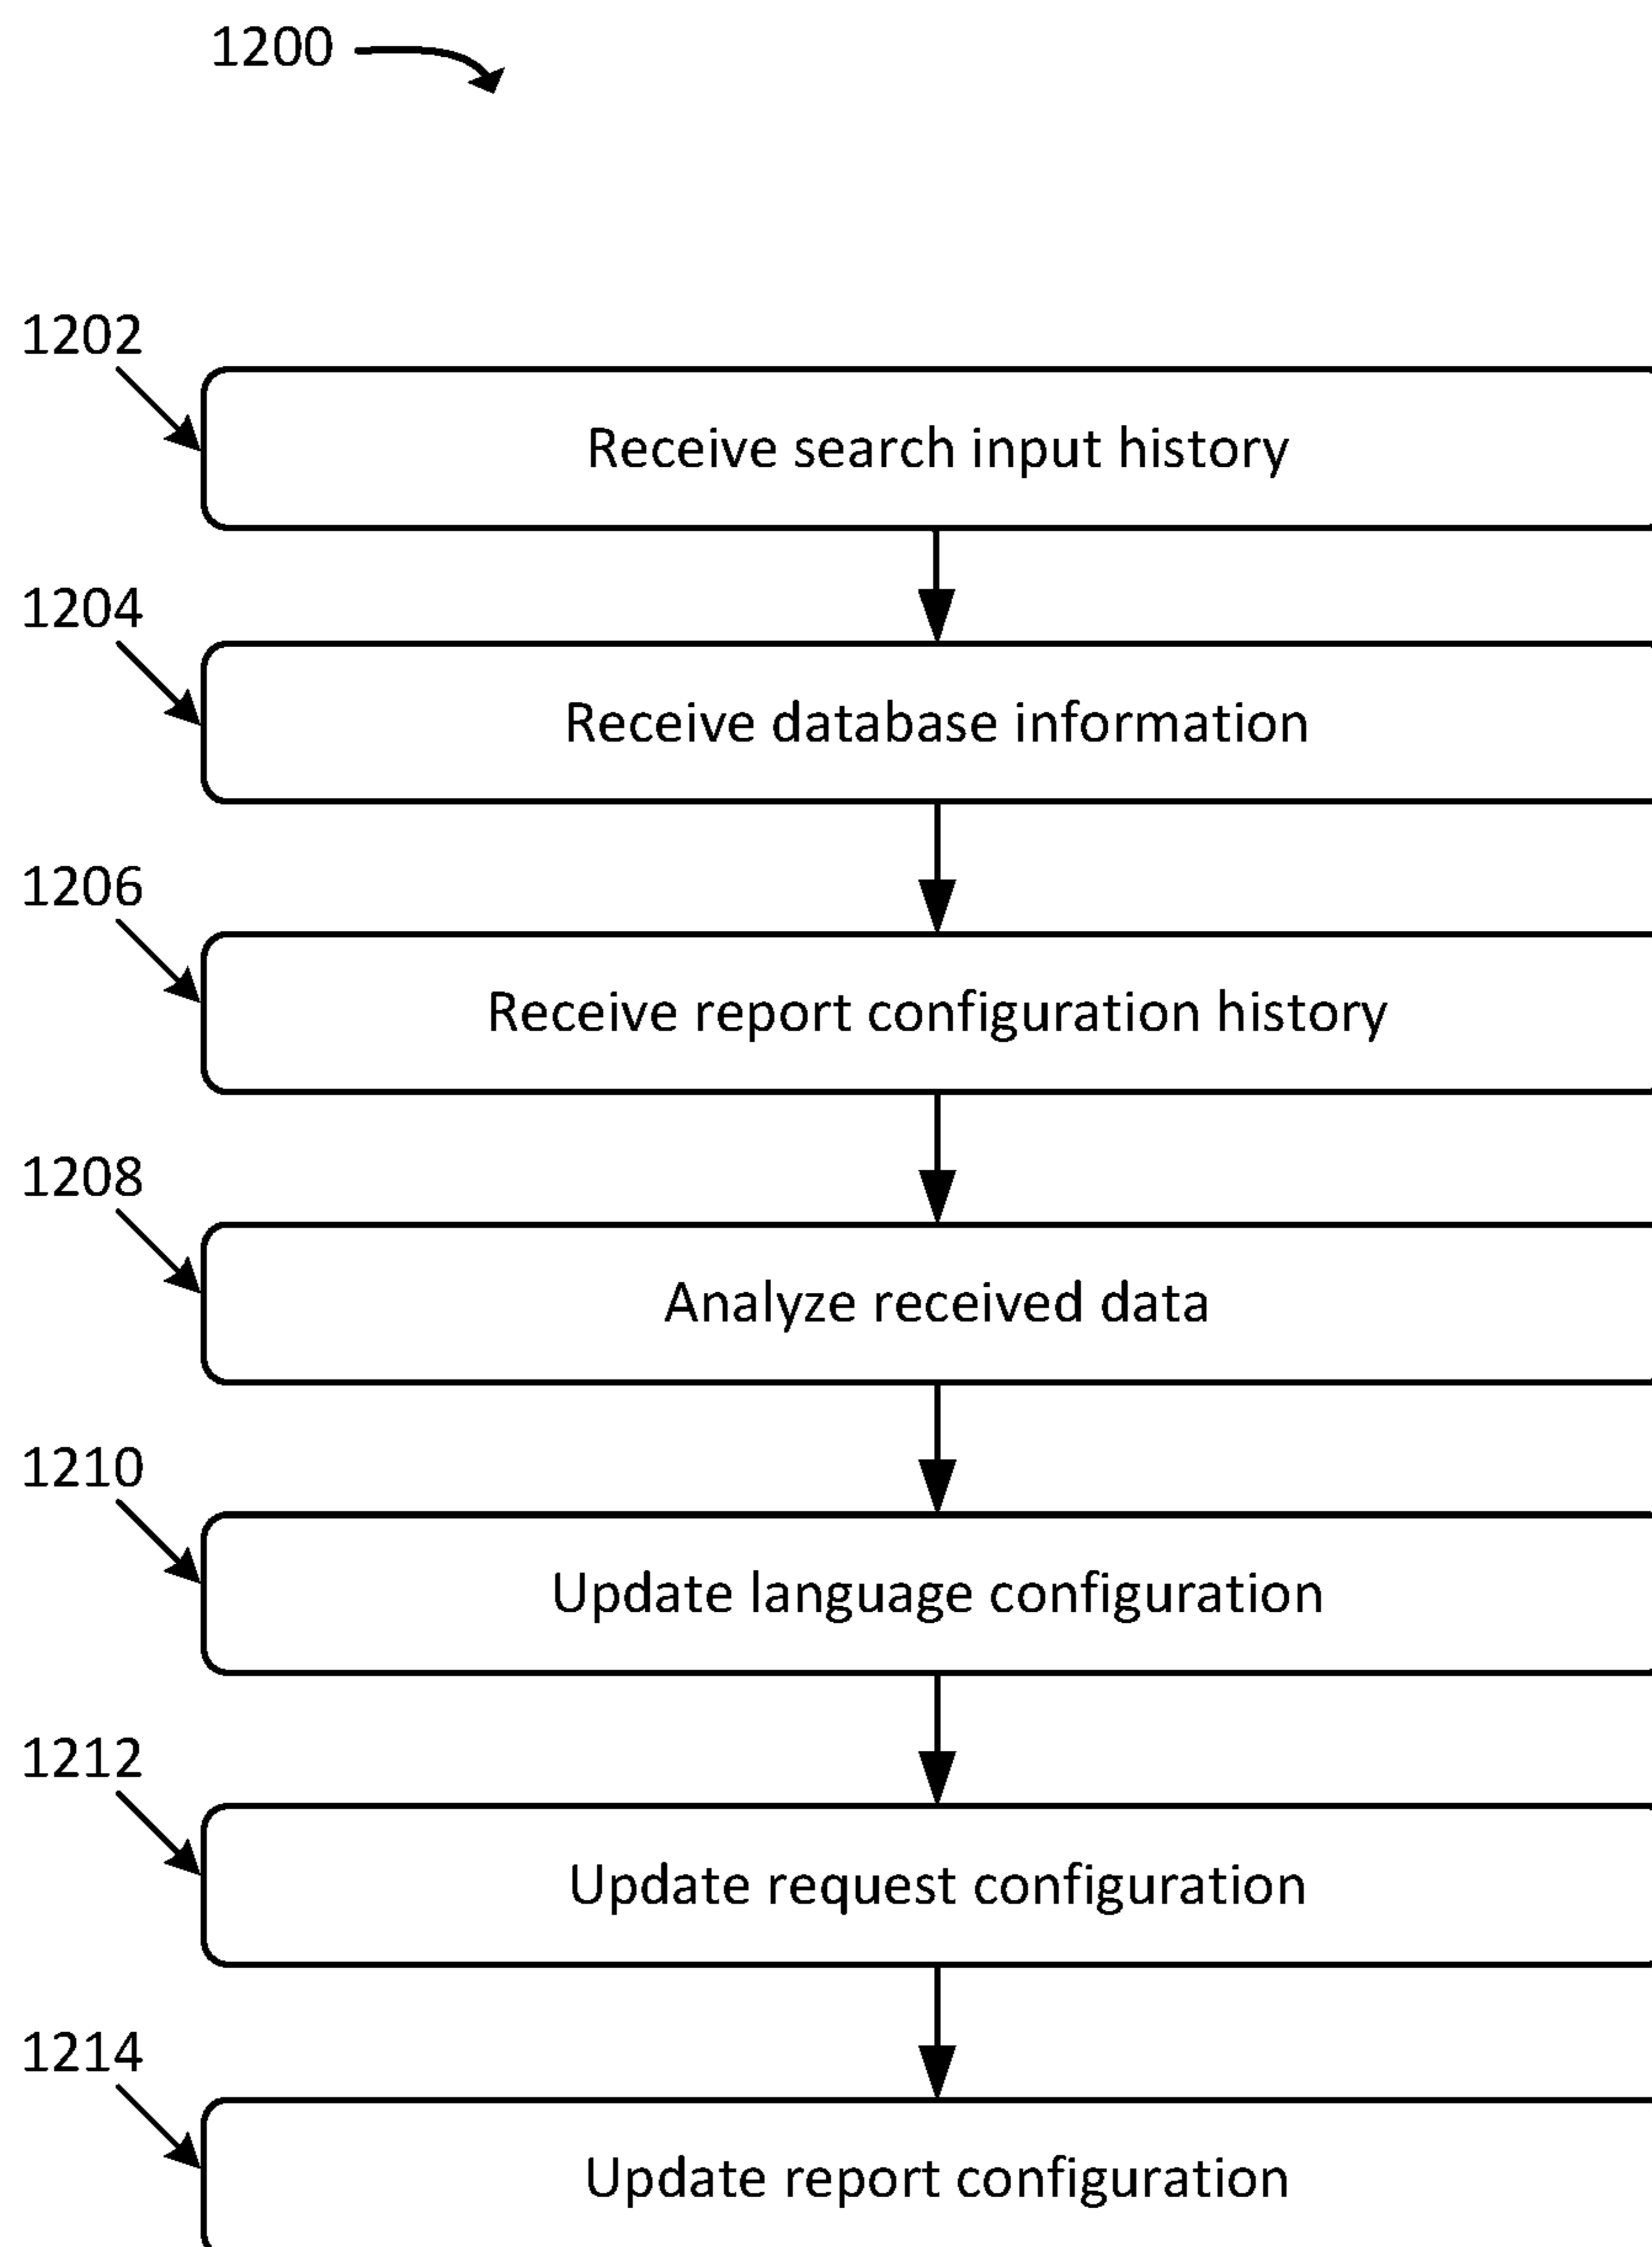 1200
1202
Receive search input history
1204
Receive database information
1206
Receive report configuration history
1208
Analyze received data
1210
Update language configuration
1212
Update request configuration
1214
Update report configuration